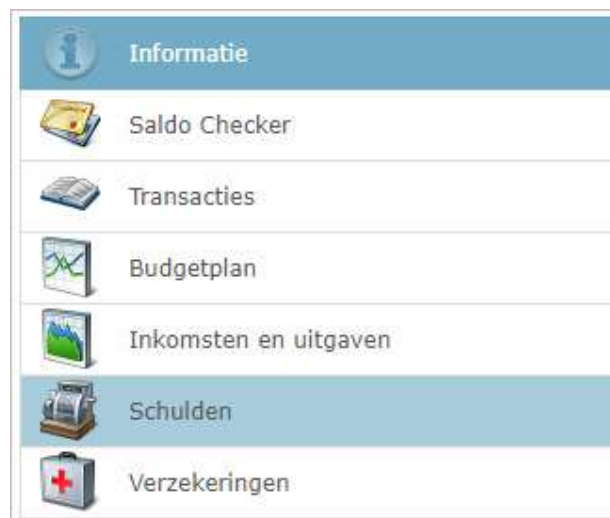 Informatie
Saldo Checker
Transacties
Budgetplan
Inkomsten en uitgaven
Schulden
Verzekeringen